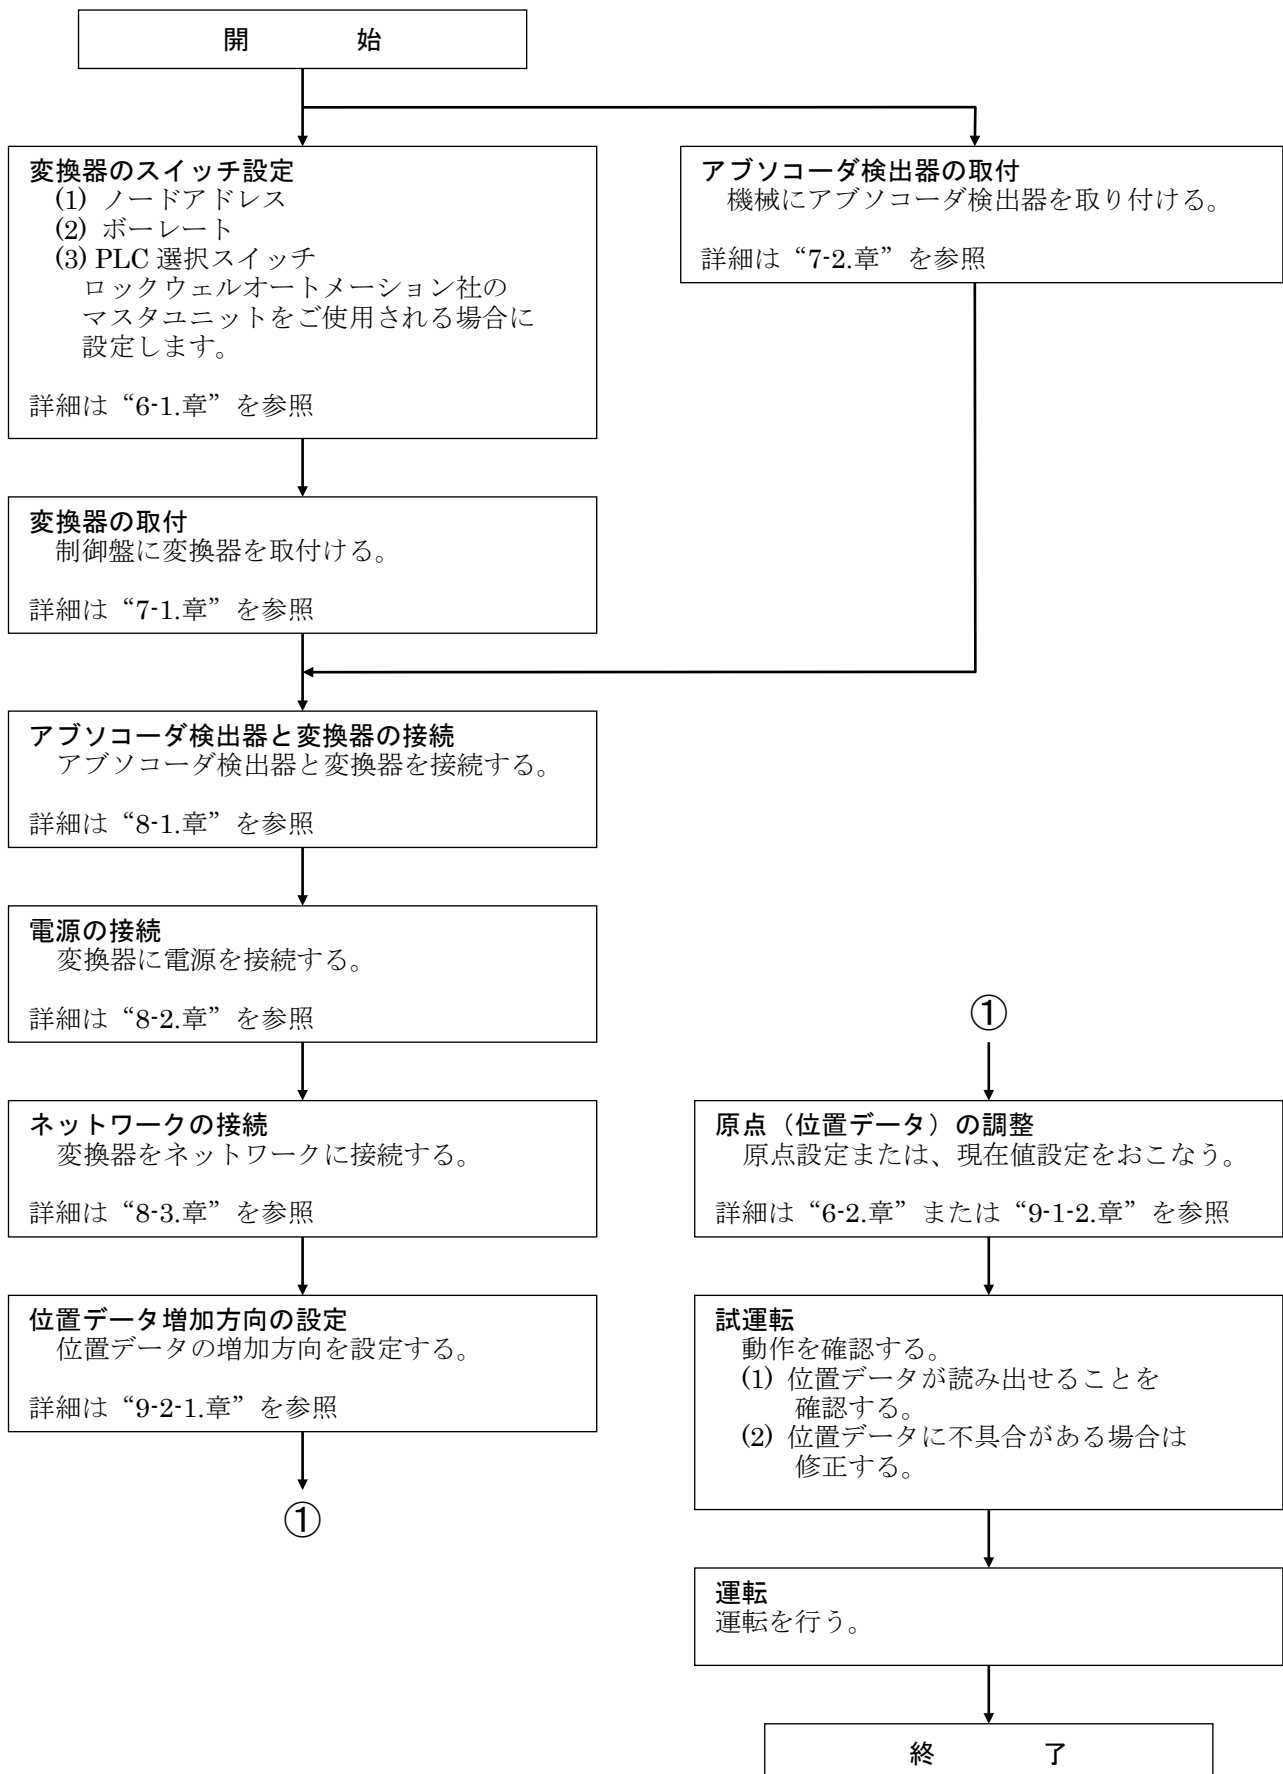 開　始
変換器のスイッチ設定
(1) ノードアドレス
(2) ボーレート
(3) PLC 選択スイッチ
ロックウェルオートメーション社の
マスタユニットをご使用される場合に
設定します。
詳細は“6-1.章”を参照
アブソコーダ検出器の取付
機械にアブソコーダ検出器を取り付ける。
詳細は“7-2.章”を参照
変換器の取付
制御盤に変換器を取付ける。
詳細は“7-1.章”を参照
アブソコーダ検出器と変換器の接続
アブソコーダ検出器と変換器を接続する。
詳細は“8-1.章”を参照
電源の接続
変換器に電源を接続する。
詳細は“8-2.章”を参照
ネットワークの接続
変換器をネットワークに接続する。
詳細は“8-3.章”を参照
位置データ増加方向の設定
位置データの増加方向を設定する。
詳細は“9-2-1.章”を参照
①
①
原点（位置データ）の調整
原点設定または、現在値設定をおこなう。
詳細は“6-2.章”または“9-1-2.章”を参照
試運転
動作を確認する。
(1) 位置データが読み出せることを
確認する。
(2) 位置データに不具合がある場合は
修正する。
運転
運転を行う。
終　了